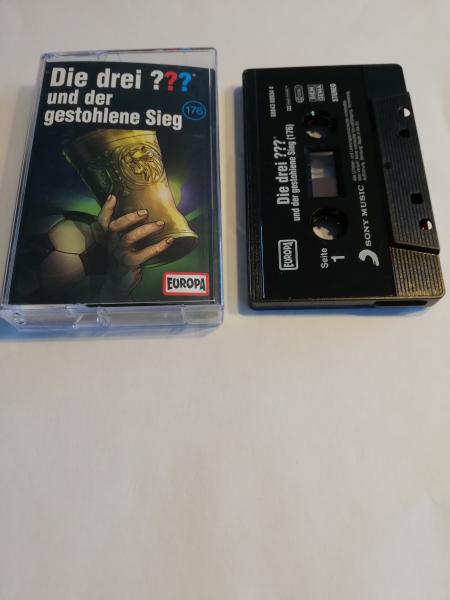 Die drei ???®
und der
gestohlene Sieg
176
EUROPA
Die drei ???®
und der gestohlene Sieg (176)
EUROPA
Seite
1
STEREO
SONY MUSIC